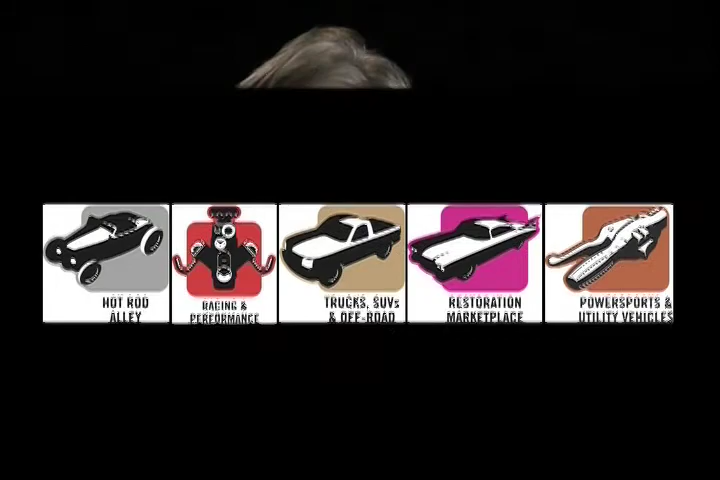 HOT ROD
ALLEY
RACING &
PERFORMANCE
TRUCKS, SUVs
& OFF-ROAD
RESTORATION
MARKETPLACE
POWERSPORTS &
UTILITY VEHICLES